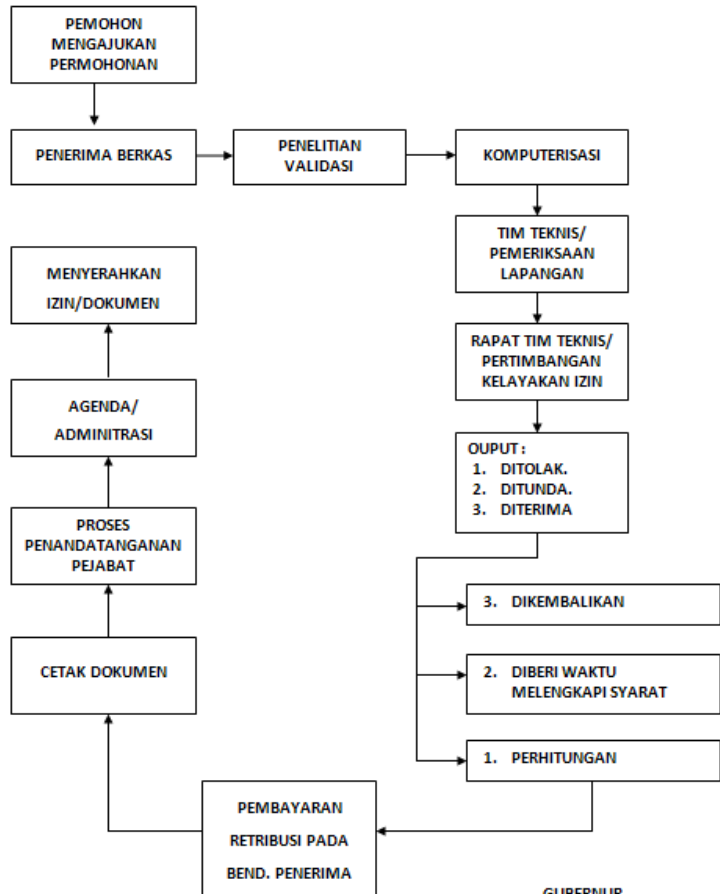 PEMOHON
MENGAJUKAN
PERMOHONAN
PENERIMA BERKAS
PENELITIAN
VALIDASI
KOMPUTERISASI
TIM TEKNIS/
PEMERIKSAAN
LAPANGAN
RAPAT TIM TEKNIS/
PERTIMBANGAN
KELAYAKAN IZIN
OUPUT :
1. DITOLAK.
2. DITUNDA.
3. DITERIMA
3. DIKEMBALIKAN
2. DIBERI WAKTU
MELENGKAPI SYARAT
1. PERHITUNGAN
PEMBAYARAN
RETRIBUSI PADA
BEND. PENERIMA
CETAK DOKUMEN
PROSES
PENANDATANGANAN
PEJABAT
AGENDA/
ADMINITRASI
MENYERAHKAN
IZIN/DOKUMEN
GUBERNUR